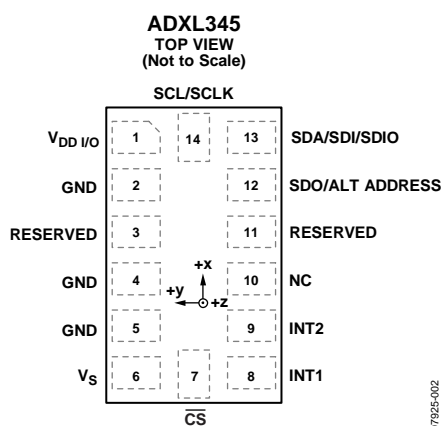 ADXL345
TOP VIEW
(Not to Scale)
SCL/SCLK
VDD I/O 1 14 13 SDA/SDI/SDIO
GND 2 12 SDO/ALT ADDRESS
RESERVED 3 11 RESERVED
+x
GND 4 +y +z 10 NC
GND 5 9 INT2
VS 6 7 8 INT1
CS
07925-002